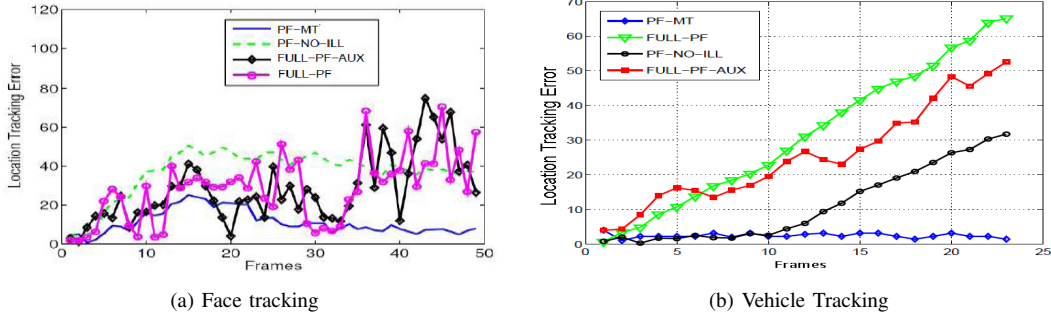 120
100
80
60
40
20
0
0
10
20
30
40
50
Location Tracking Error
Frames
PF-MT
PF-NO-ILL
FULL-PF-AUX
FULL-PF
(a) Face tracking
70
60
50
40
30
20
10
0
0
5
10
15
20
25
Location Tracking Error
Frames
PF-MT
FULL-PF
PF-NO-ILL
FULL-PF-AUX
(b) Vehicle Tracking